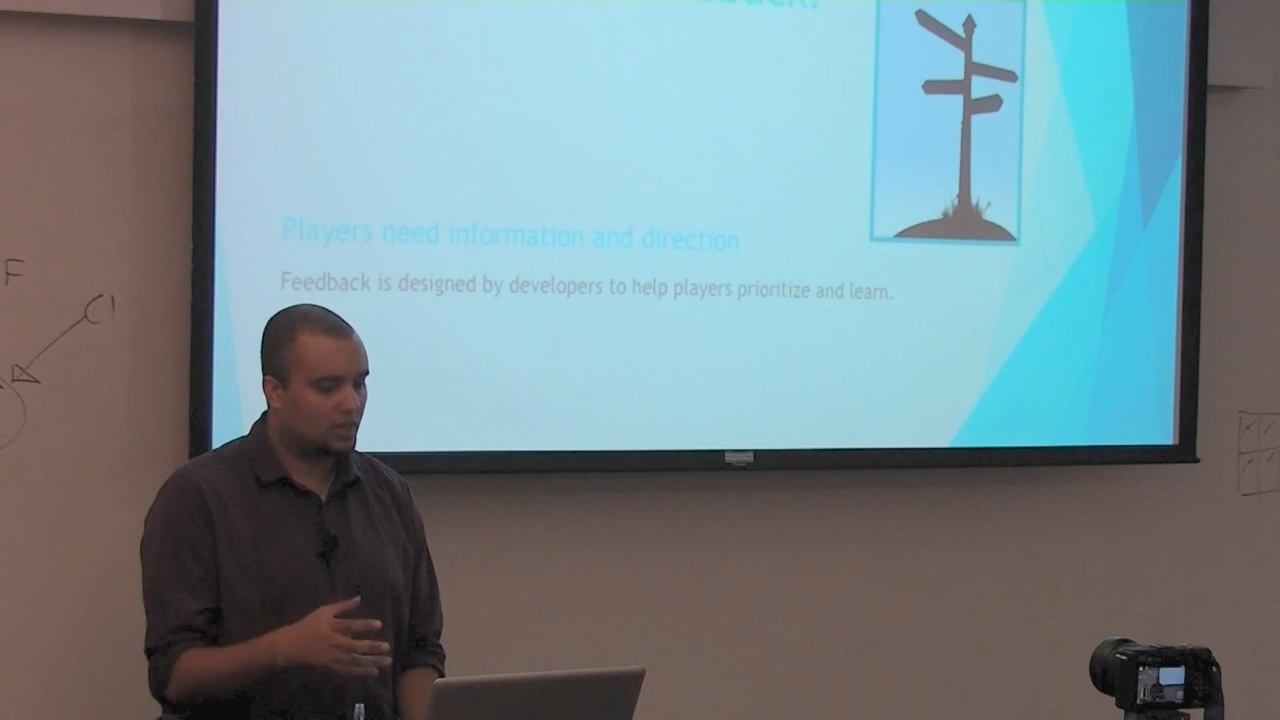 Players need information and direction
Feedback is designed by developers to help players prioritize and learn.
F